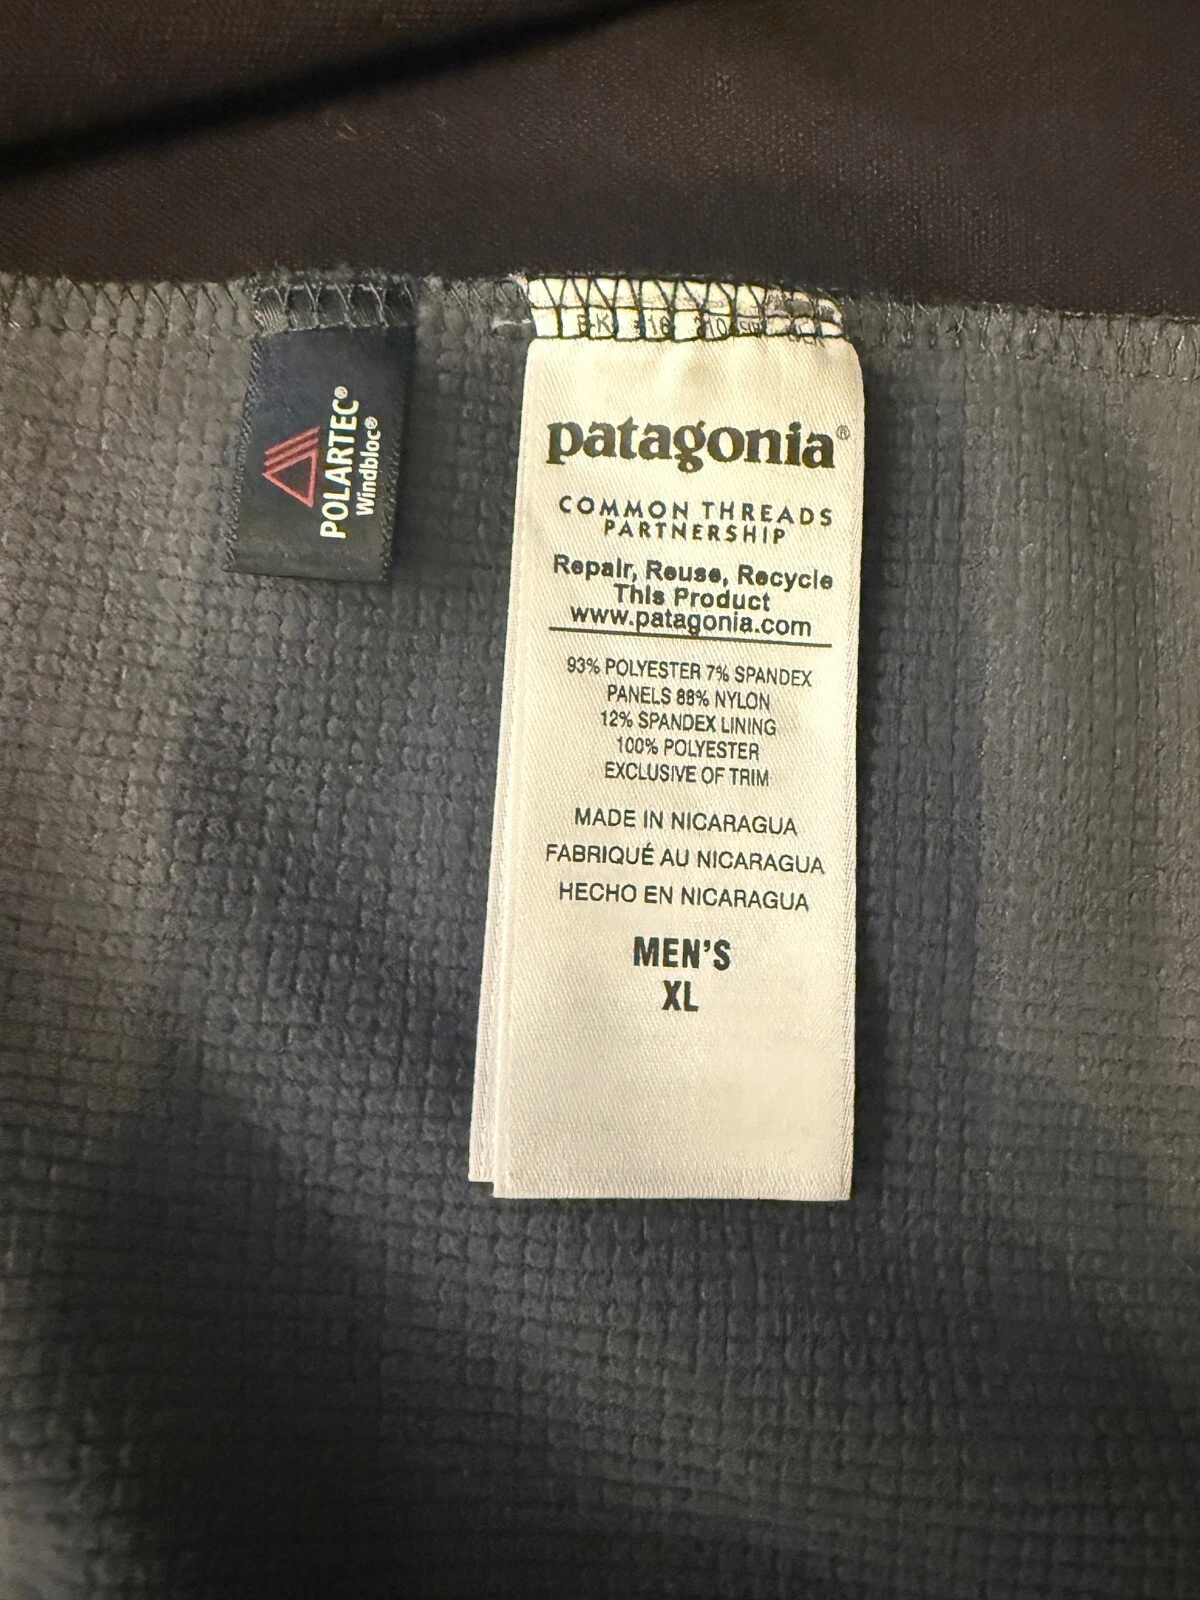 POLARTEC®
Windbloc®
patagonia®
COMMON THREADS
PARTNERSHIP
Repair, Reuse, Recycle
This Product
www.patagonia.com
93% POLYESTER 7% SPANDEX
PANELS 88% NYLON
12% SPANDEX LINING
100% POLYESTER
EXCLUSIVE OF TRIM
MADE IN NICARAGUA
FABRIQUÉ AU NICARAGUA
HECHO EN NICARAGUA
MEN'S
XL